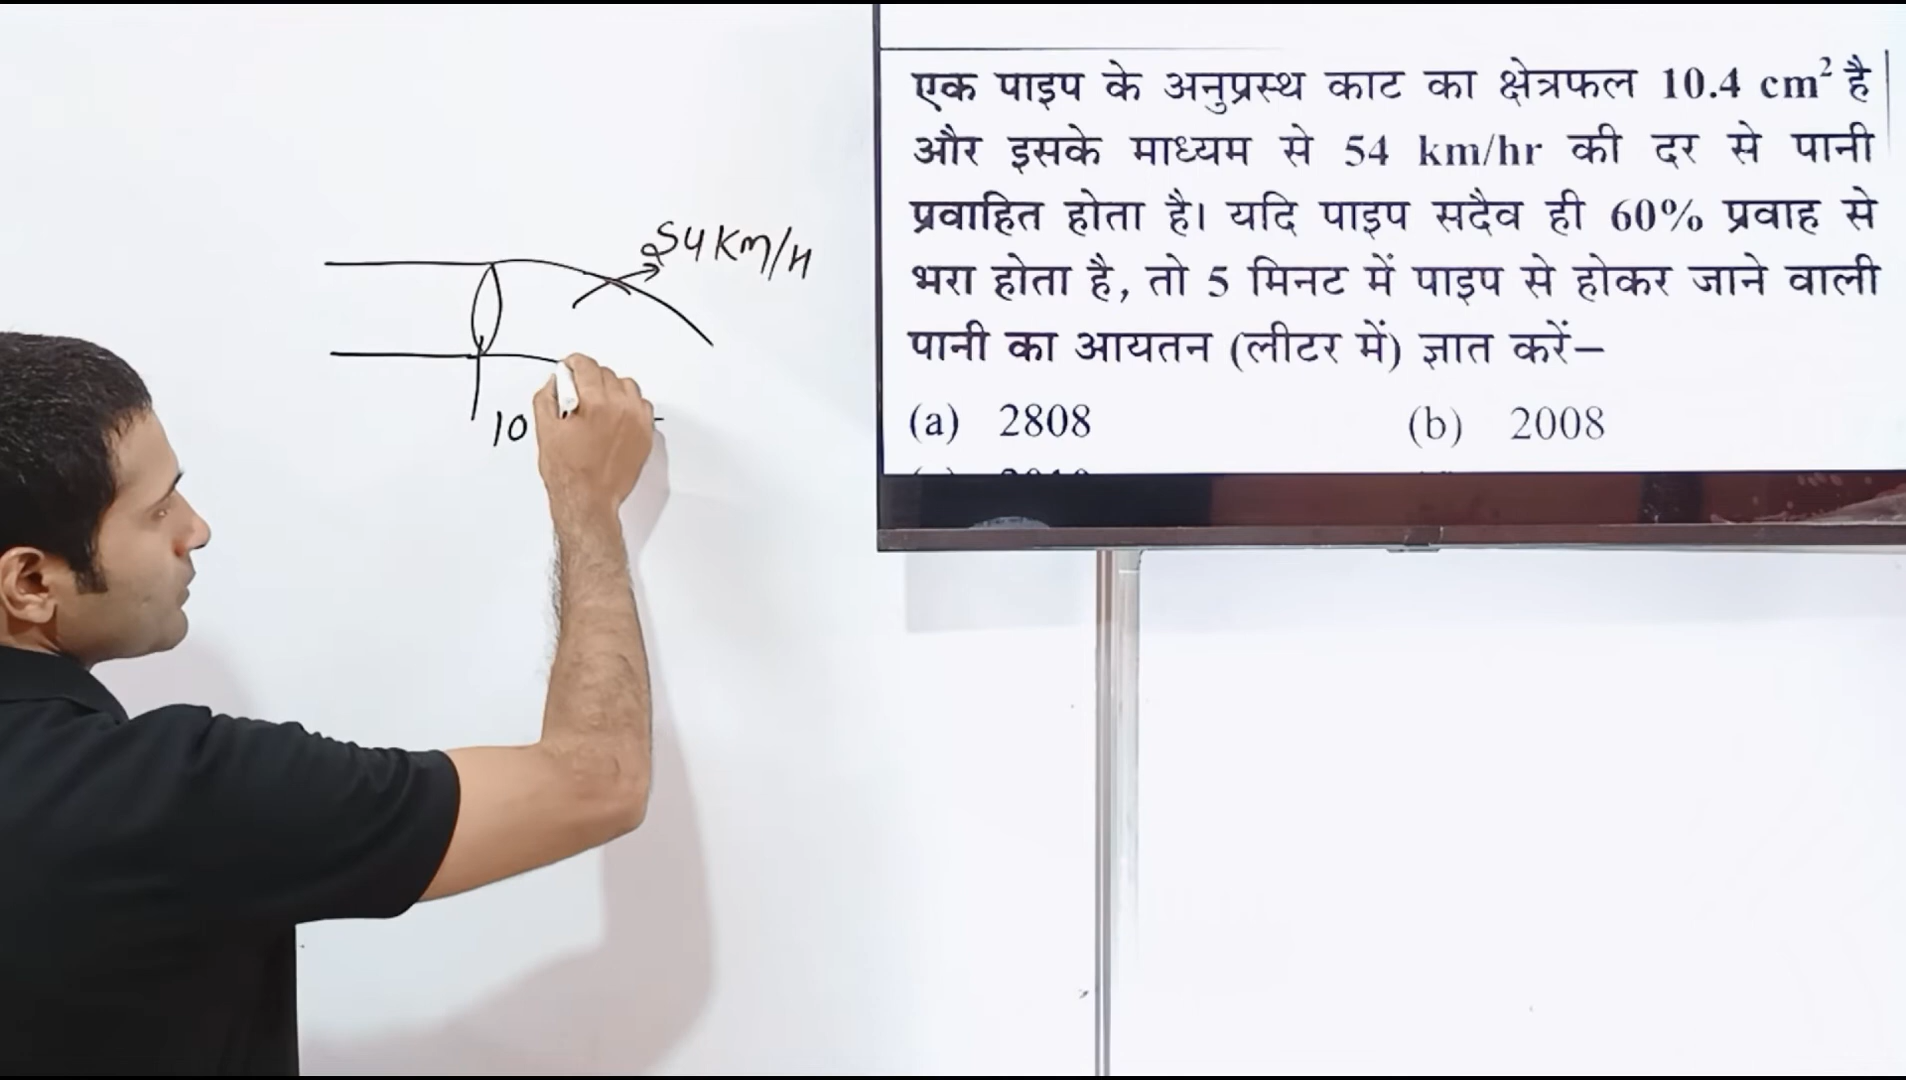 54 Km/H
10
एक पाइप के अनुप्रस्थ काट का क्षेत्रफल 10.4 cm² है
और इसके माध्यम से 54 km/hr की दर से पानी
प्रवाहित होता है। यदि पाइप सदैव ही 60% प्रवाह से
भरा होता है, तो 5 मिनट में पाइप से होकर जाने वाली
पानी का आयतन (लीटर में) ज्ञात करें–
(a) 2808 (b) 2008